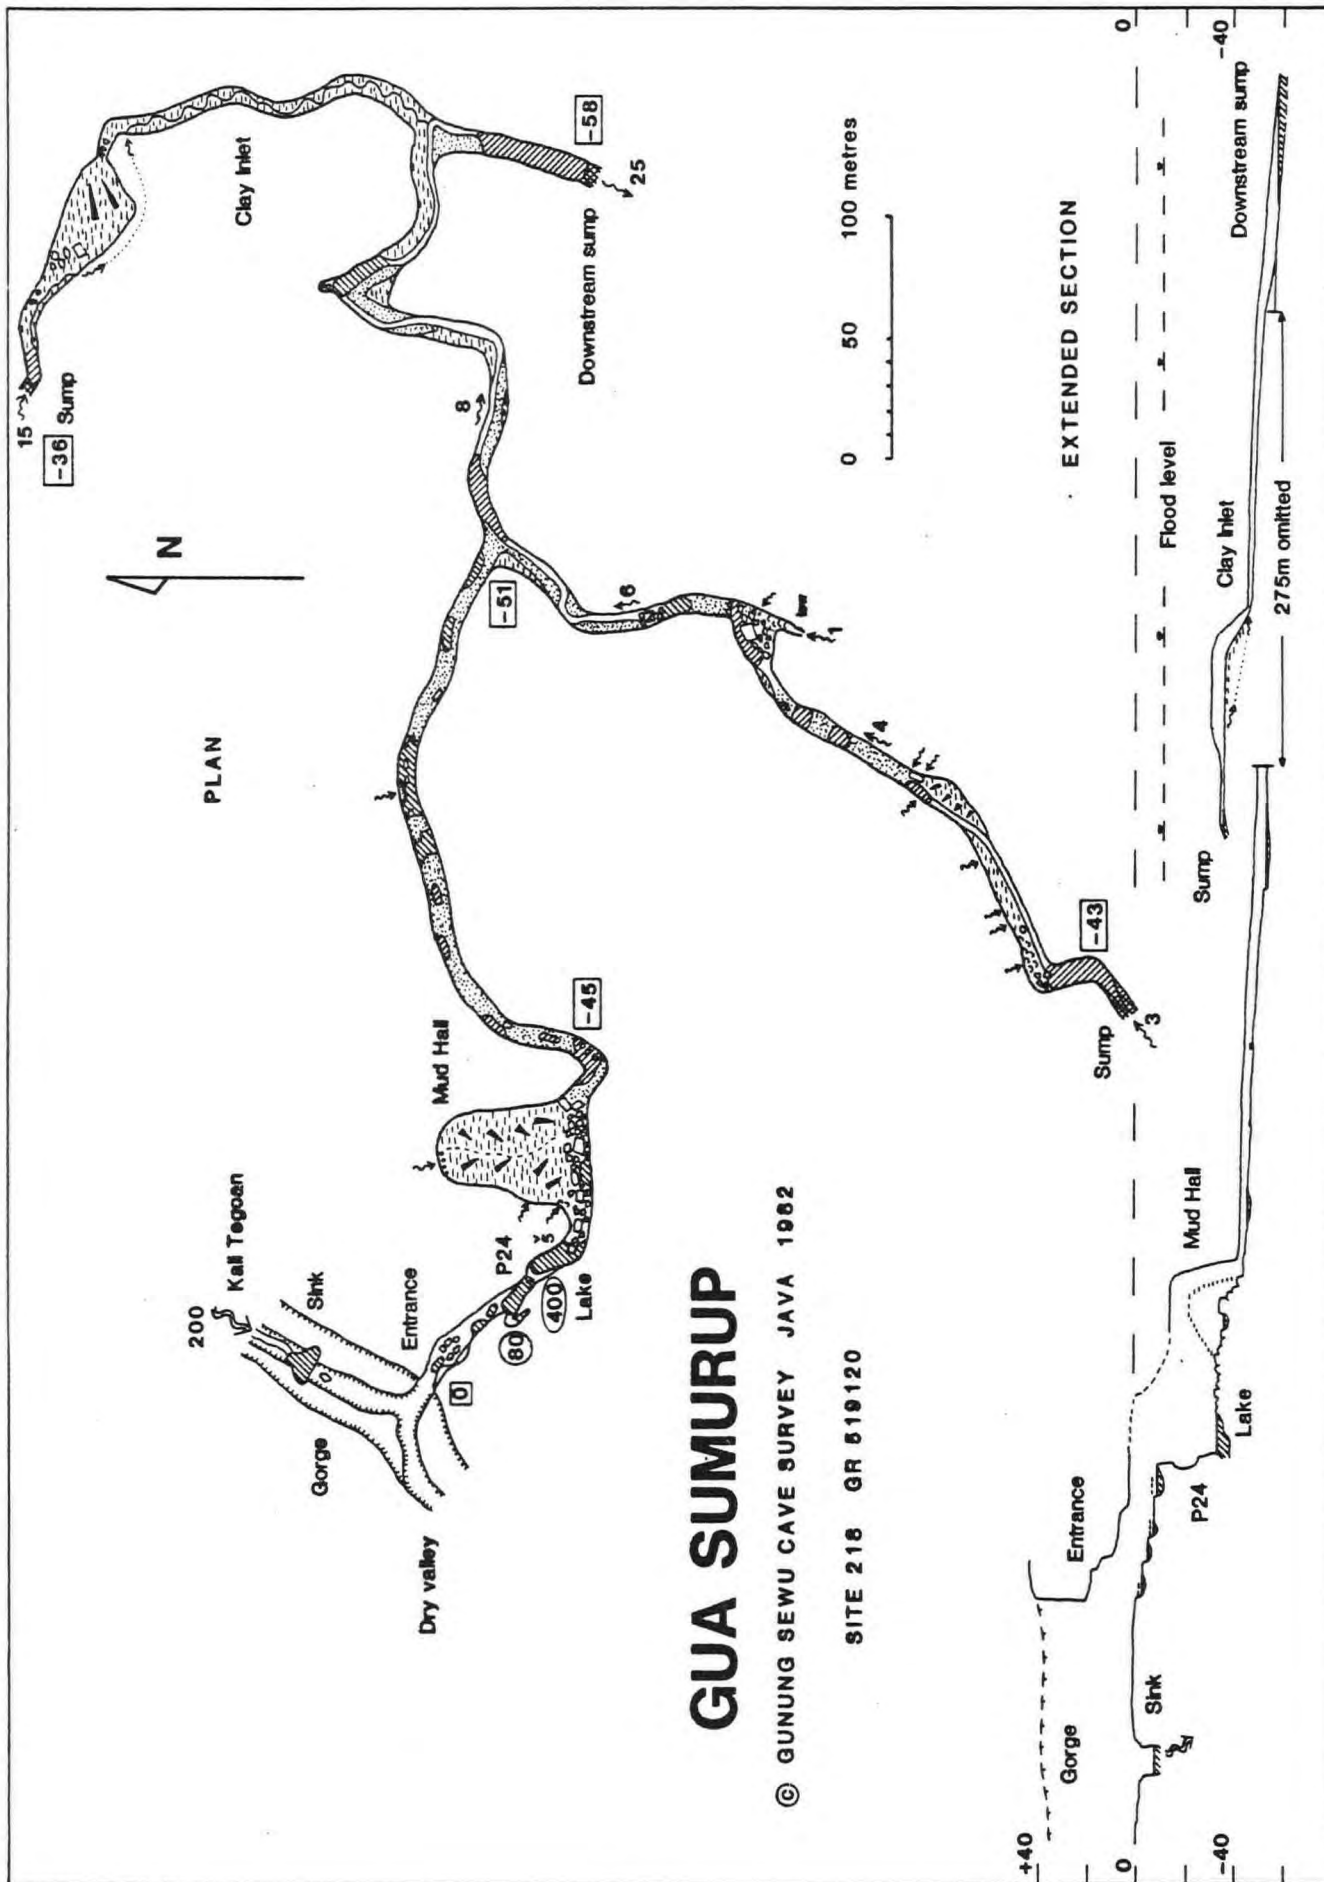 GUA SUMURUP
© GUNUNG SEWU CAVE SURVEY JAVA 1982
SITE 218 GR 519120
PLAN
N
200
Kali Tegoan
Sink
Gorge
Entrance
Dry valley
0
P24
5
80
400
Lake
Mud Hall
-45
-51
15
-36
Sump
Clay Inlet
8
-58
25
Downstream sump
6
1
low
4
-43
Sump
3
0 50 100 metres
EXTENDED SECTION
+40
0
-40
Gorge
Entrance
Sink
P24
Lake
Mud Hall
Flood level
Sump
Clay Inlet
275m omitted
Downstream sump
0
-40